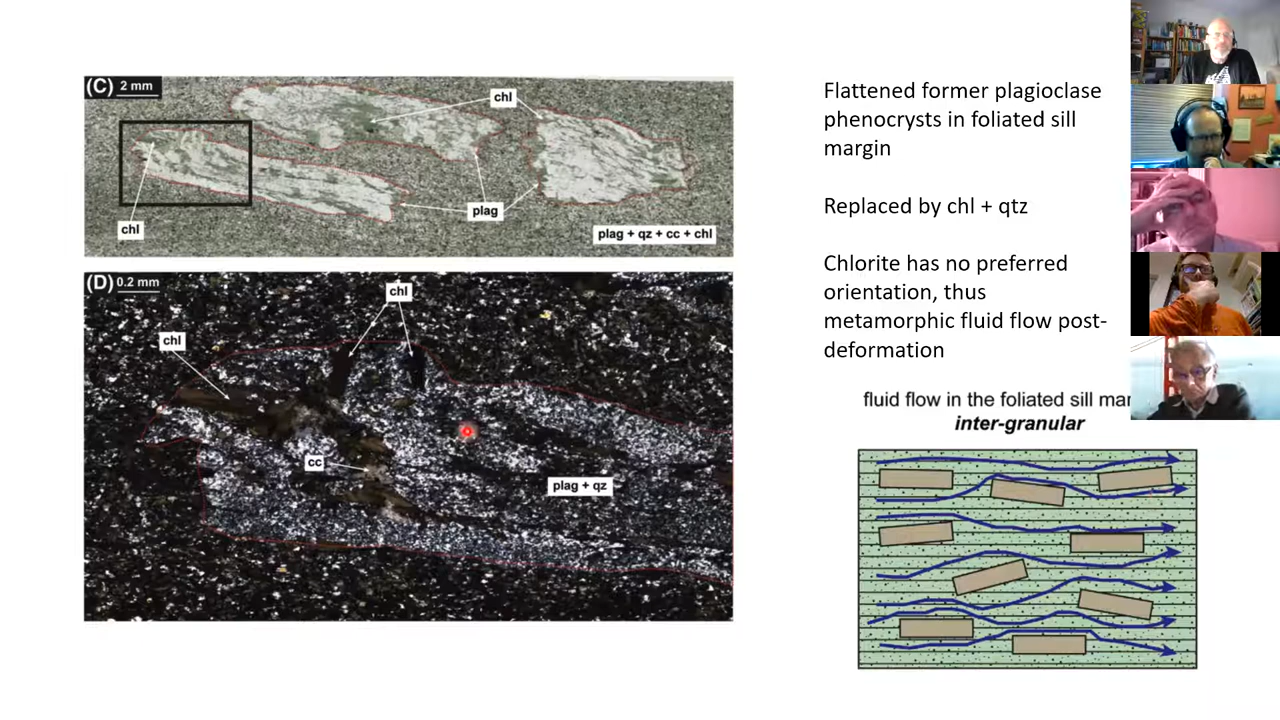 (C) 2 mm
chl
plag
chl
plag + qz + cc + chl
(D) 0.2 mm
chl
chl
cc
plag + qz
Flattened former plagioclase
phenocrysts in foliated sill
margin
Replaced by chl + qtz
Chlorite has no preferred
orientation, thus
metamorphic fluid flow post-
deformation
fluid flow in the foliated sill mar
inter-granular